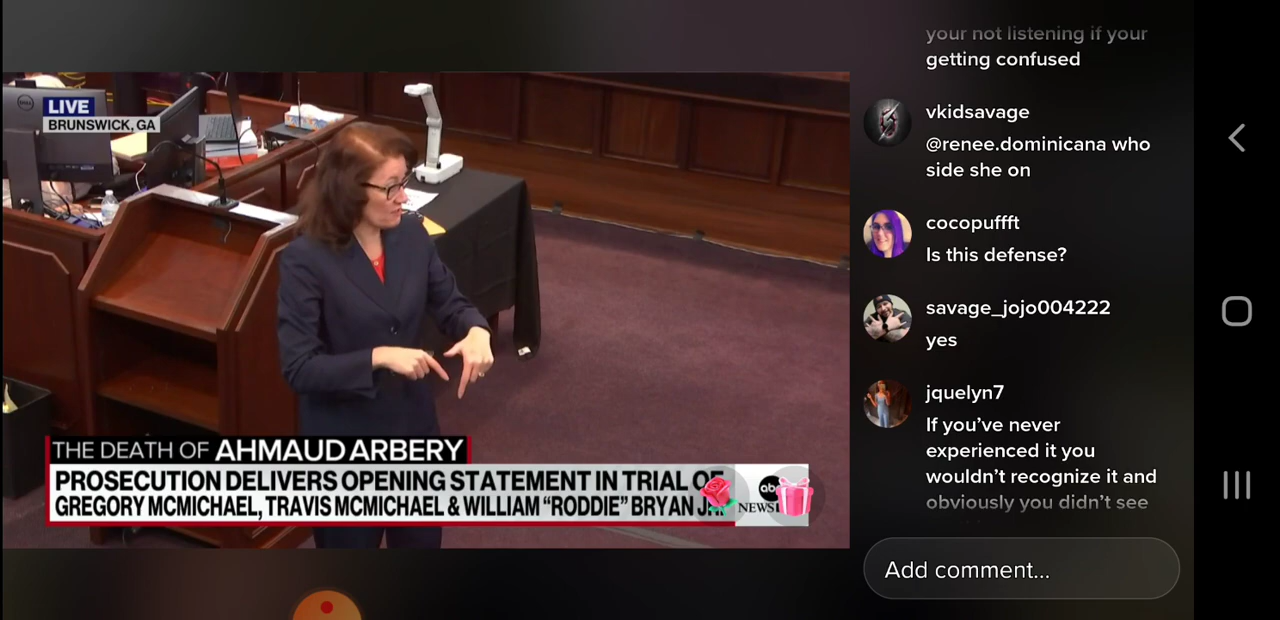 LIVE
BRUNSWICK, GA
THE DEATH OF AHMAUD ARBERY
PROSECUTION DELIVERS OPENING STATEMENT IN TRIAL OF
GREGORY MCMICHAEL, TRAVIS MCMICHAEL & WILLIAM "RODDIE" BRYAN JR.
abc
NEWS
your not listening if your
getting confused
vkidsavage
@renee.dominicana who
side she on
cocopuffft
Is this defense?
savage_jojo004222
yes
jquelyn7
If you've never
experienced it you
wouldn't recognize it and
obviously you didn't see
Add comment...